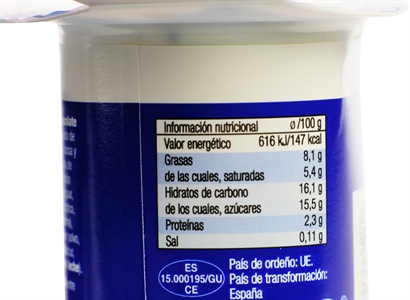 Información nutricional ø/100 g
Valor energético 616 kJ/147 kcal
Grasas 8,1 g
de las cuales, saturadas 5,4 g
Hidratos de carbono 16,1 g
de los cuales, azúcares 15,5 g
Proteínas 2,3 g
Sal 0,11 g
ES
15.000195/GU
CE
País de ordeño: UE.
País de transformación:
España